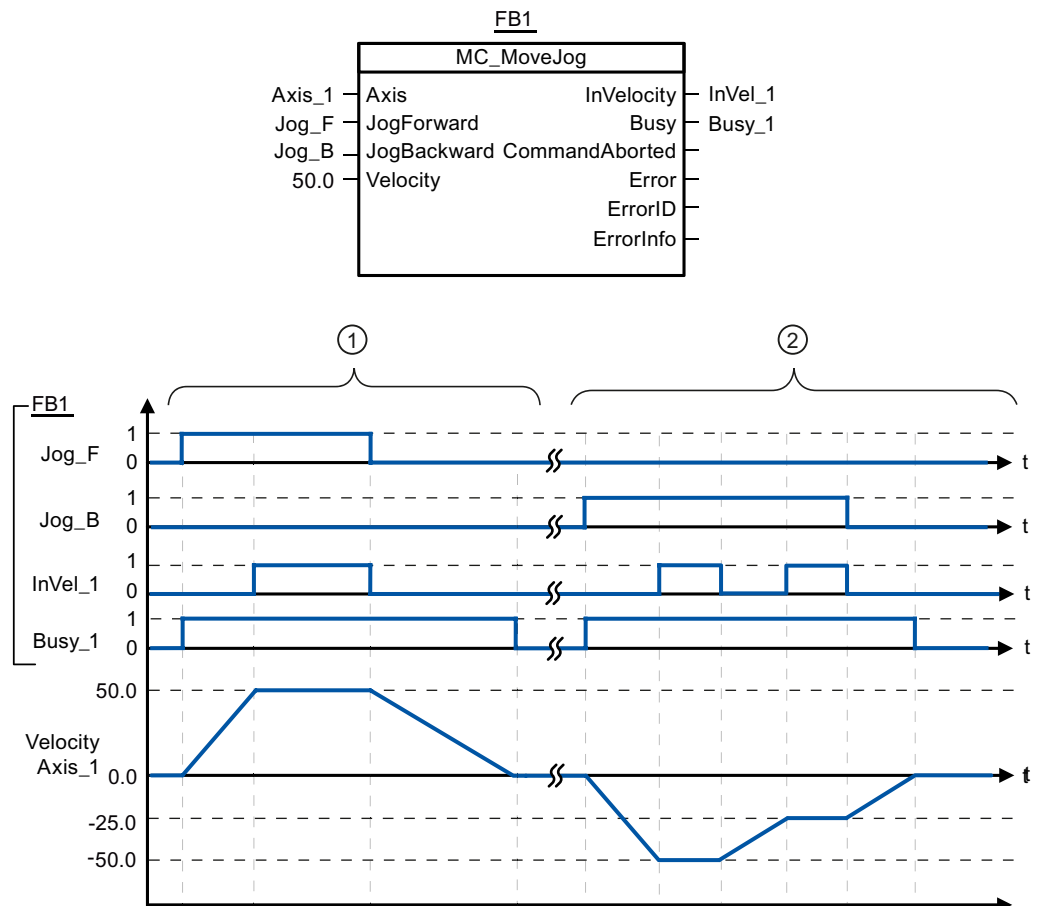 FB1
MC_MoveJog
Axis_1 Axis InVelocity InVel_1
Jog_F JogForward Busy Busy_1
Jog_B JogBackward CommandAborted
50.0 Velocity Error
ErrorID
ErrorInfo
1 2
FB1
Jog_F 1 0 t
Jog_B 1 0 t
InVel_1 1 0 t
Busy_1 1 0 t
50.0
Velocity
Axis_1 0.0 t
-25.0
-50.0